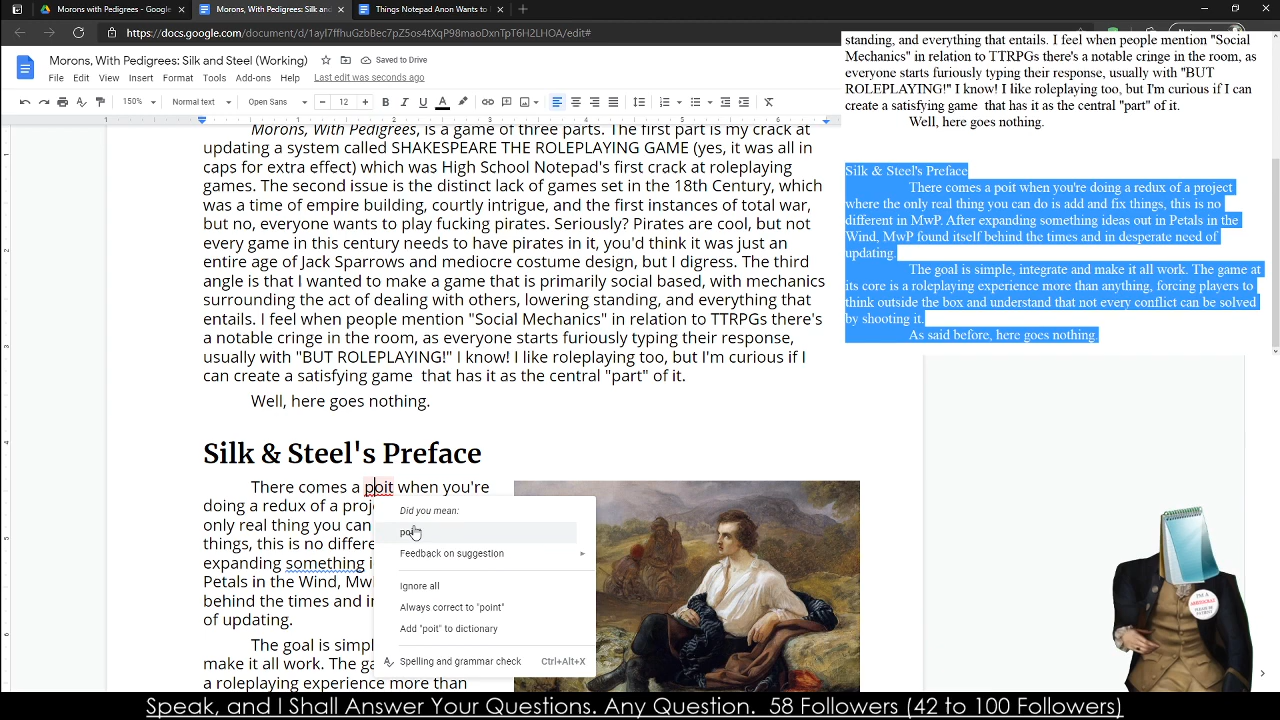 Morons with Pedigrees - Google
Morons, With Pedigrees: Silk and
Things Notepad Anon Wants to
https://docs.google.com/document/d/1ayl7ffhuGzbBec7pZ5os4tXqP98maoDxnTpT6H2LHOA/edit#
Morons, With Pedigrees: Silk and Steel (Working)
Saved to Drive
File Edit View Insert Format Tools Add-ons Help Last edit was seconds ago
150% Normal text Open Sans 12 B I U A
Morons, With Pedigrees, is a game of three parts. The first part is my crack at
updating a system called SHAKESPEARE THE ROLEPLAYING GAME (yes, it was all in
caps for extra effect) which was High School Notepad's first crack at roleplaying
games. The second issue is the distinct lack of games set in the 18th Century, which
was a time of empire building, courtly intrigue, and the first instances of total war,
but no, everyone wants to play fucking pirates. Seriously? Pirates are cool, but not
every game in this century needs to have pirates in it, you'd think it was just an
entire age of Jack Sparrows and mediocre costume design, but I digress. The third
angle is that I wanted to make a game that is primarily social based, with mechanics
surrounding the act of dealing with others, lowering standing, and everything that
entails. I feel when people mention "Social Mechanics" in relation to TTRPGs there's
a notable cringe in the room, as everyone starts furiously typing their response,
usually with "BUT ROLEPLAYING!" I know! I like roleplaying too, but I'm curious if I
can create a satisfying game that has it as the central "part" of it.
Well, here goes nothing.
Silk & Steel's Preface
There comes a poit when you're
doing a redux of a proj
only real thing you can
things, this is no differe
expanding something i
Petals in the Wind, Mw
behind the times and in
of updating.
The goal is simpl
make it all work. The ga
a roleplaying experience more than
Did you mean:
Feedback on suggestion
Ignore all
Always correct to "point"
Add "poit" to dictionary
Spelling and grammar check Ctrl+Alt+X
standing, and everything that entails. I feel when people mention "Social
Mechanics" in relation to TTRPGs there's a notable cringe in the room, as
everyone starts furiously typing their response, usually with "BUT
ROLEPLAYING!" I know! I like roleplaying too, but I'm curious if I can
create a satisfying game that has it as the central "part" of it.
Well, here goes nothing.
Silk & Steel's Preface
There comes a poit when you're doing a redux of a project
where the only real thing you can do is add and fix things, this is no
different in MwP. After expanding something ideas out in Petals in the
Wind, MwP found itself behind the times and in desperate need of
updating.
The goal is simple, integrate and make it all work. The game at
its core is a roleplaying experience more than anything, forcing players to
think outside the box and understand that not every conflict can be solved
by shooting it.
As said before, here goes nothing.
Speak, and I Shall Answer Your Questions. Any Question. 58 Followers (42 to 100 Followers)